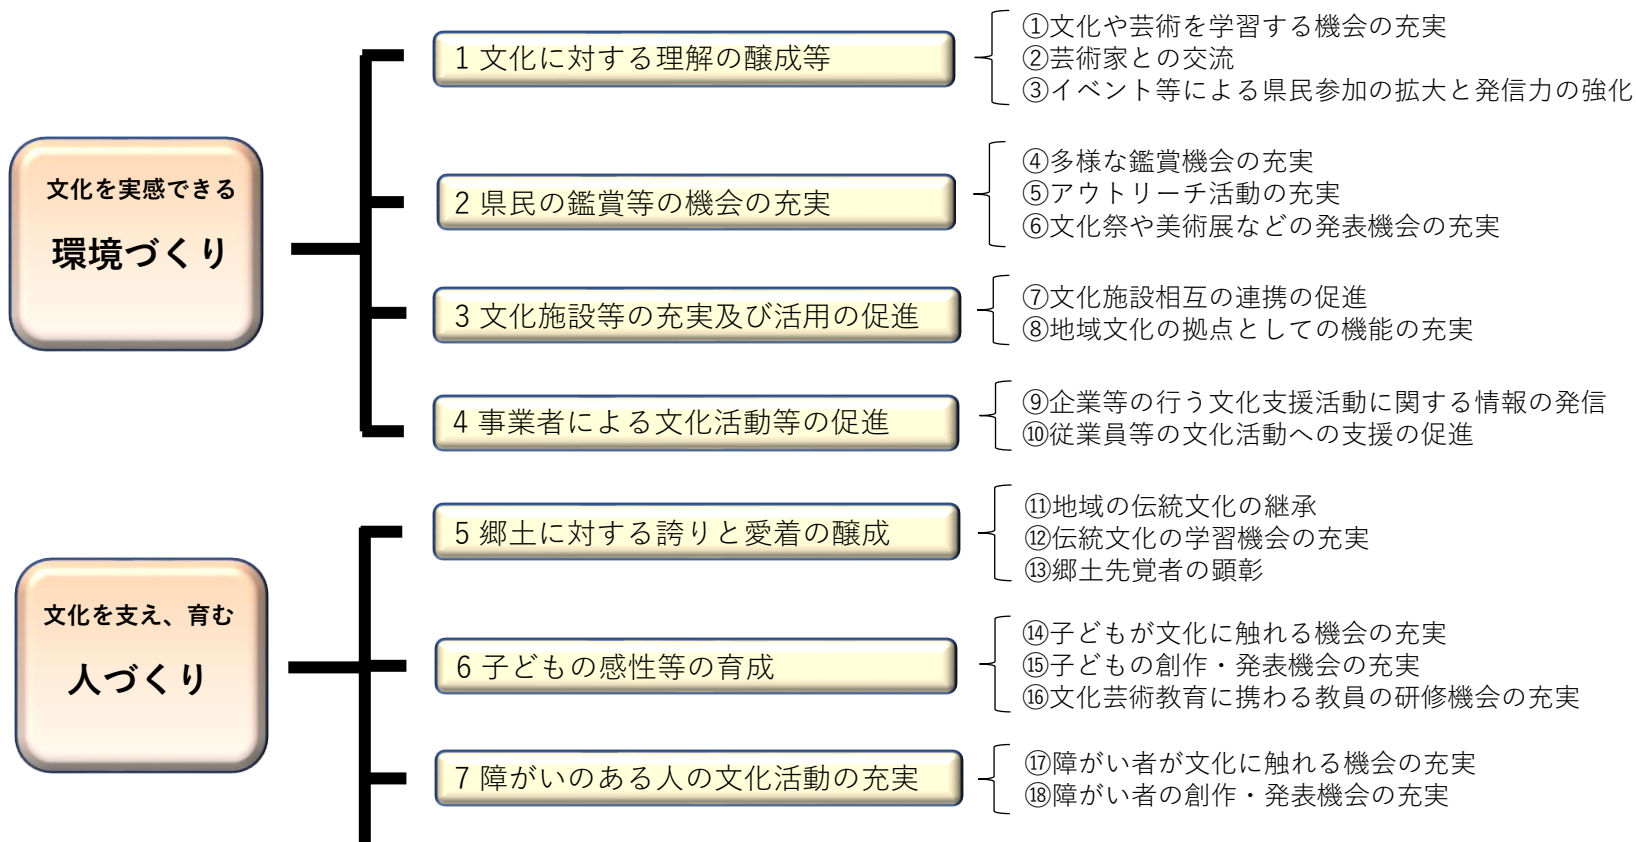 文化を実感できる
環境づくり
1 文化に対する理解の醸成等
①文化や芸術を学習する機会の充実
②芸術家との交流
③イベント等による県民参加の拡大と発信力の強化
2 県民の鑑賞等の機会の充実
④多様な鑑賞機会の充実
⑤アウトリーチ活動の充実
⑥文化祭や美術展などの発表機会の充実
3 文化施設等の充実及び活用の促進
⑦文化施設相互の連携の促進
⑧地域文化の拠点としての機能の充実
4 事業者による文化活動等の促進
⑨企業等の行う文化支援活動に関する情報の発信
⑩従業員等の文化活動への支援の促進
文化を支え、育む
人づくり
5 郷土に対する誇りと愛着の醸成
⑪地域の伝統文化の継承
⑫伝統文化の学習機会の充実
⑬郷土先覚者の顕彰
6 子どもの感性等の育成
⑭子どもが文化に触れる機会の充実
⑮子どもの創作・発表機会の充実
⑯文化芸術教育に携わる教員の研修機会の充実
7 障がいのある人の文化活動の充実
⑰障がい者が文化に触れる機会の充実
⑱障がい者の創作・発表機会の充実